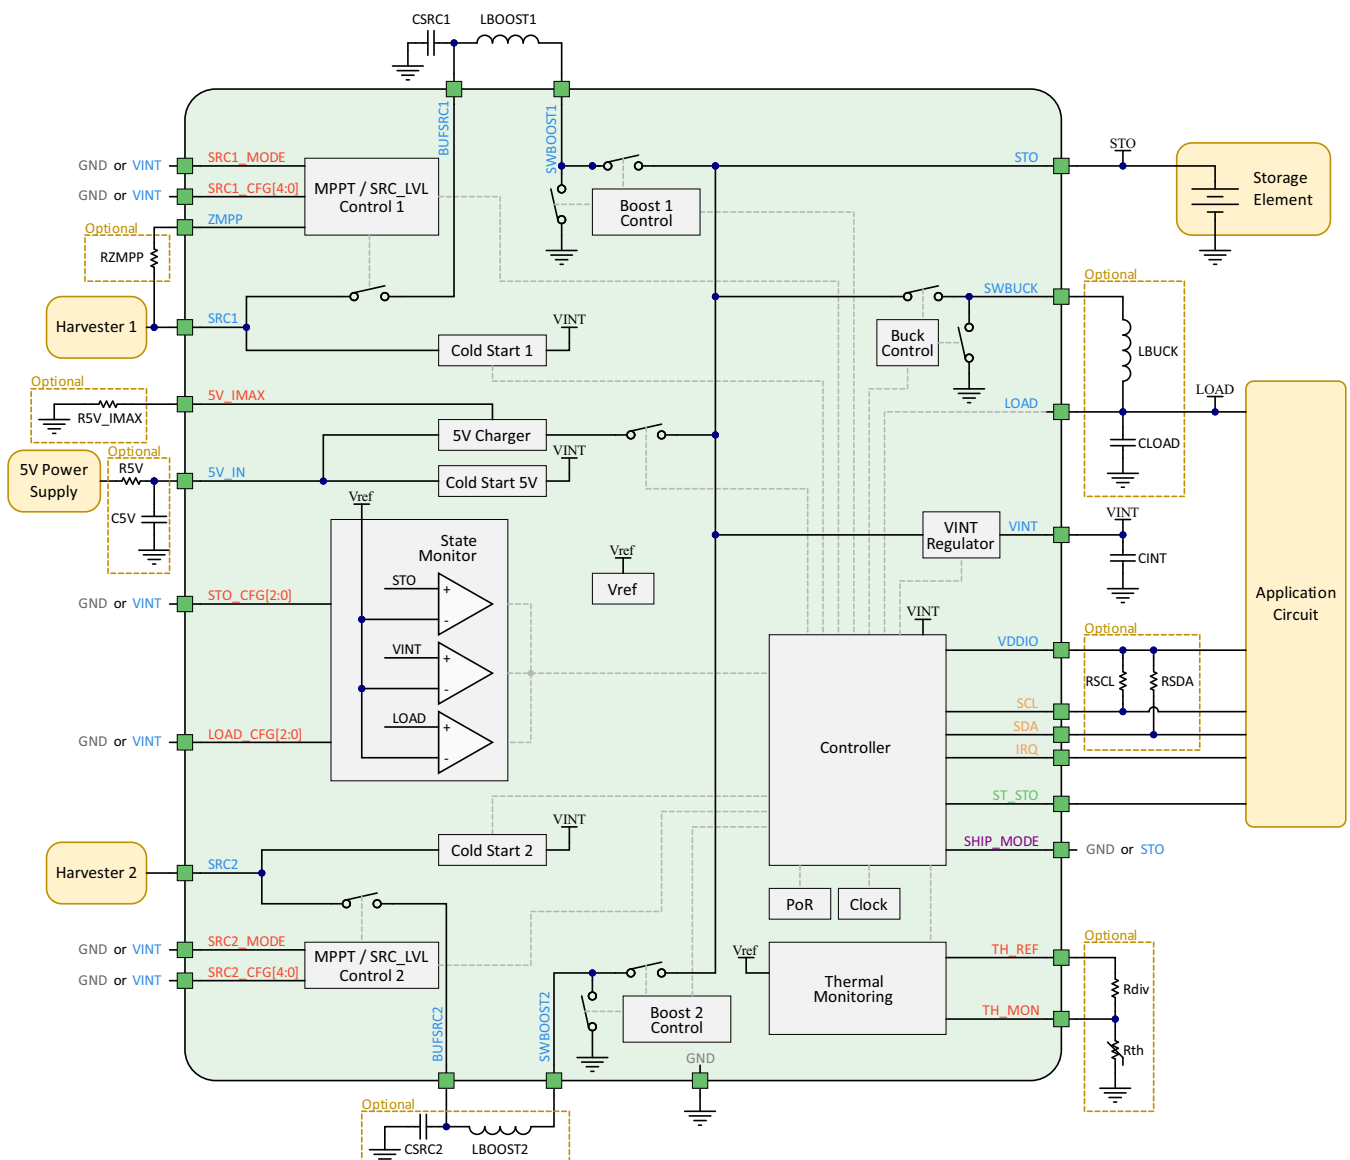 CSRC1
LBOOST1
BUFSRC1
SWBOOST1
GND or VINT
SRC1_MODE
GND or VINT
SRC1_CFG[4:0]
ZMPP
MPPT / SRC_LVL
Control 1
Optional
RZMPP
Boost 1
Control
STO
STO
Storage
Element
Harvester 1
SRC1
Cold Start 1
VINT
SWBUCK
Optional
LBUCK
Buck
Control
LOAD
LOAD
CLOAD
Optional
R5V_IMAX
5V_IMAX
5V Charger
5V Power
Supply
Optional
R5V
C5V
5V_IN
Cold Start 5V
VINT
Vref
State
Monitor
STO
+
-
VINT
+
-
LOAD
+
-
Vref
Vref
VINT
Regulator
VINT
VINT
CINT
GND or VINT
STO_CFG[2:0]
GND or VINT
LOAD_CFG[2:0]
VINT
Controller
VDDIO
SCL
SDA
IRQ
ST_STO
SHIP_MODE
GND or STO
Optional
RSCL
RSDA
Application
Circuit
Harvester 2
SRC2
Cold Start 2
VINT
PoR
Clock
GND or VINT
SRC2_MODE
GND or VINT
SRC2_CFG[4:0]
MPPT / SRC_LVL
Control 2
BUFSRC2
SWBOOST2
Boost 2
Control
Vref
Thermal
Monitoring
TH_REF
TH_MON
Optional
Rdiv
Rth
GND
Optional
CSRC2
LBOOST2